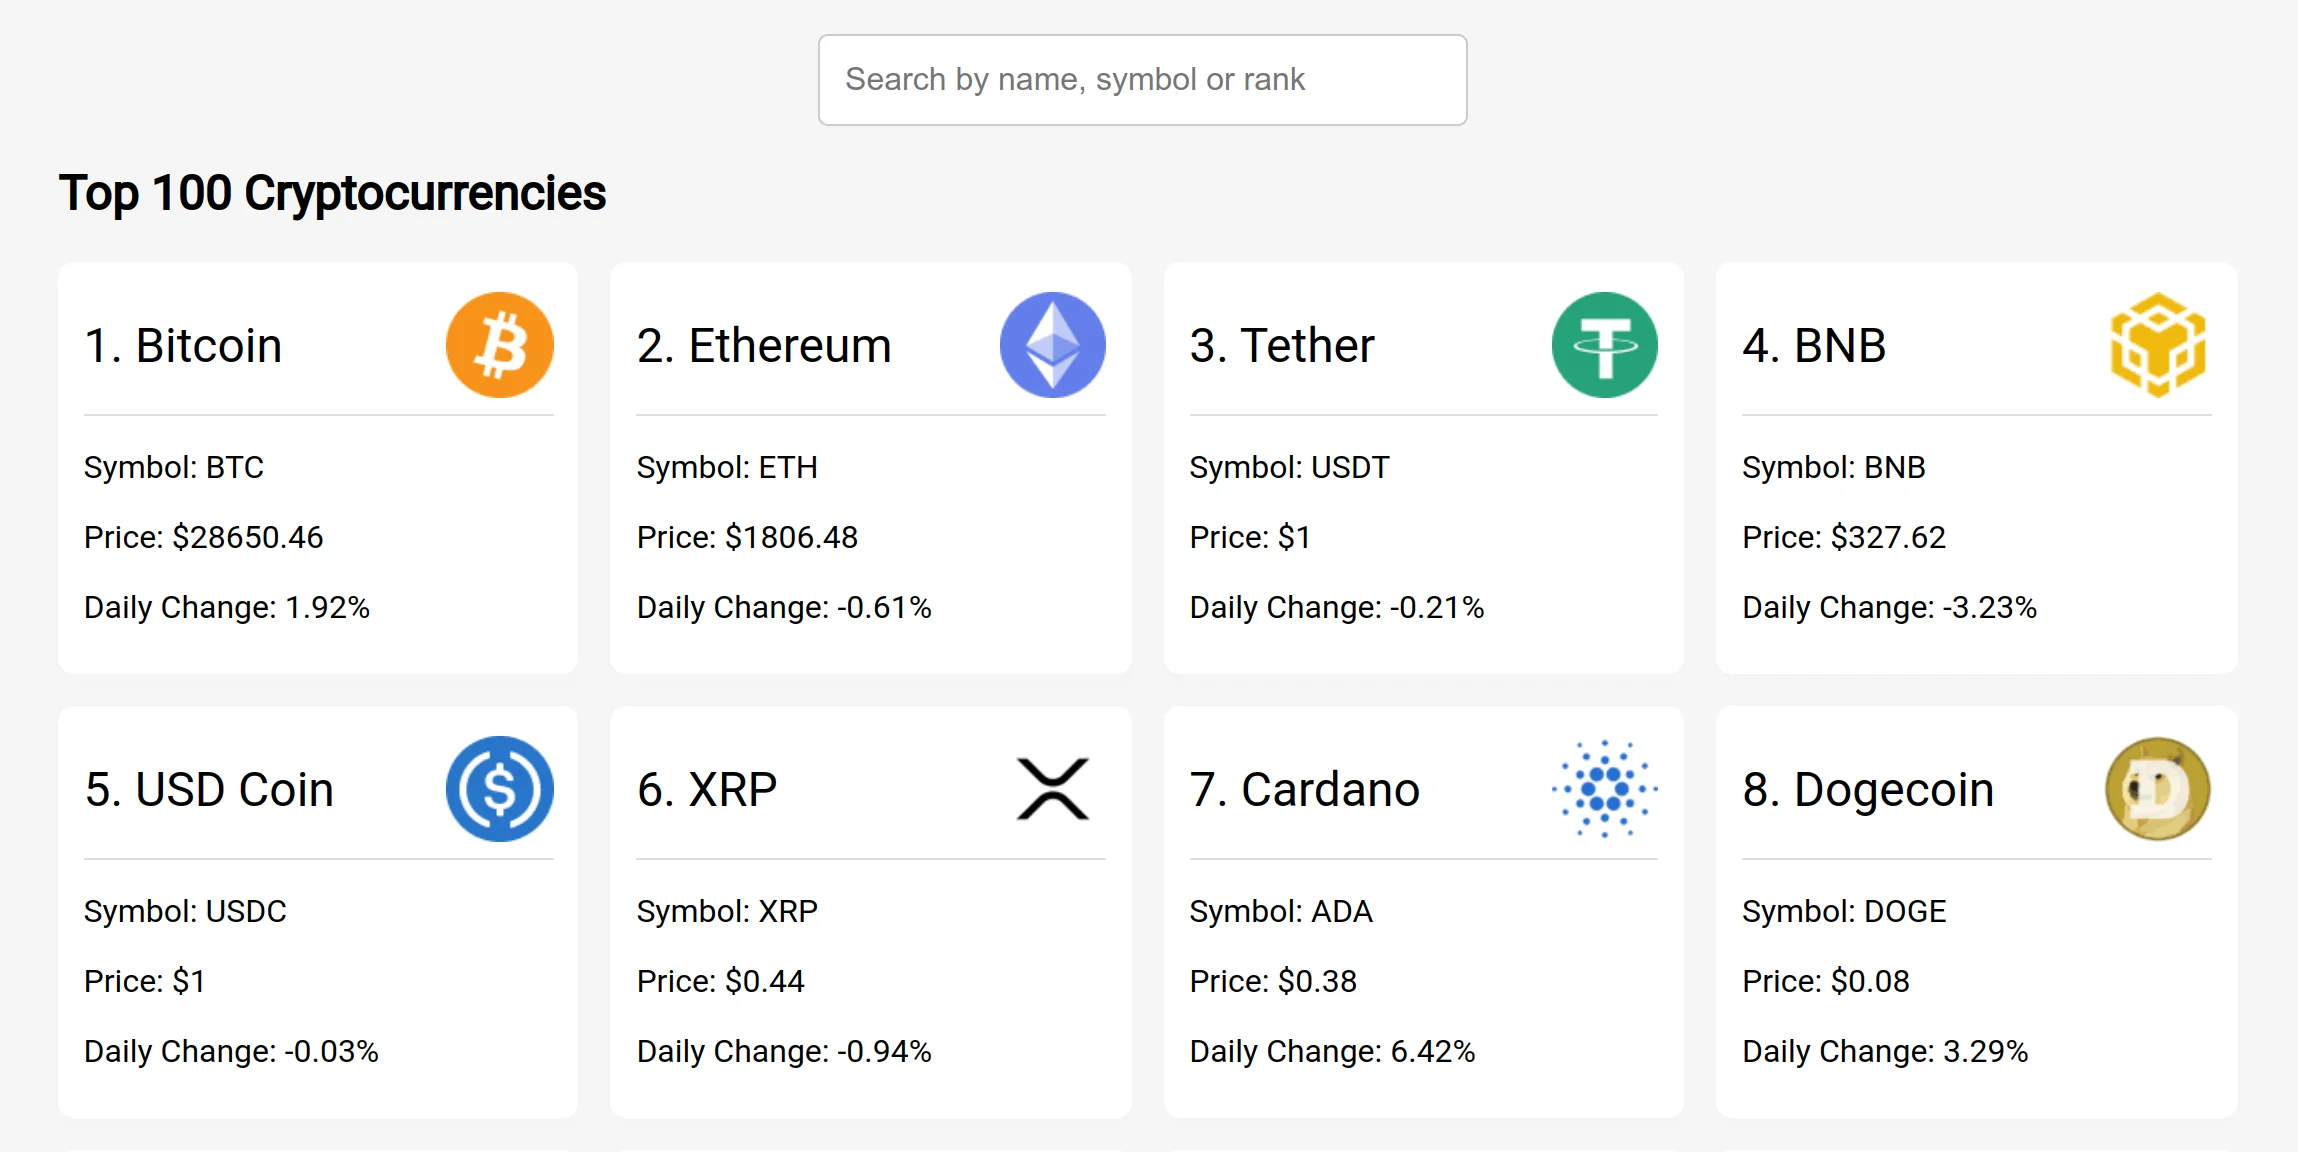 Search by name, symbol or rank
Top 100 Cryptocurrencies
1. Bitcoin
Symbol: BTC
Price: $28650.46
Daily Change: 1.92%
2. Ethereum
Symbol: ETH
Price: $1806.48
Daily Change: -0.61%
3. Tether
Symbol: USDT
Price: $1
Daily Change: -0.21%
4. BNB
Symbol: BNB
Price: $327.62
Daily Change: -3.23%
5. USD Coin
Symbol: USDC
Price: $1
Daily Change: -0.03%
6. XRP
Symbol: XRP
Price: $0.44
Daily Change: -0.94%
7. Cardano
Symbol: ADA
Price: $0.38
Daily Change: 6.42%
8. Dogecoin
Symbol: DOGE
Price: $0.08
Daily Change: 3.29%